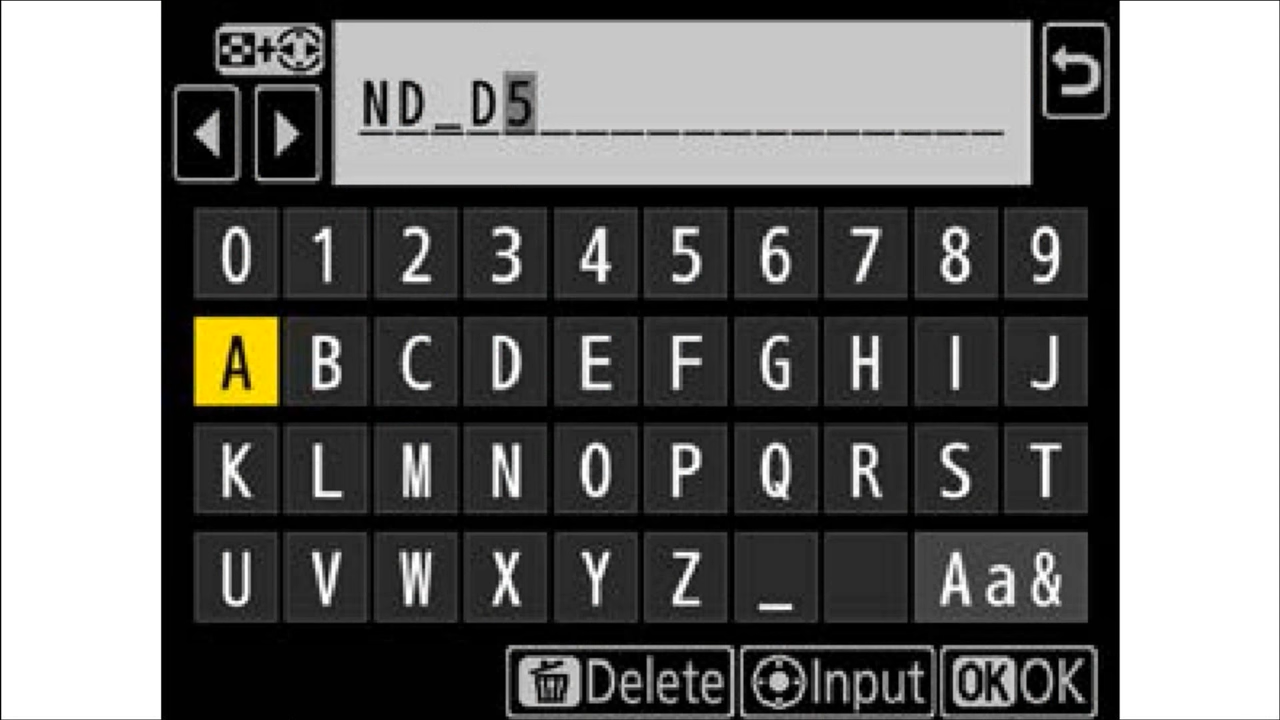 ND_D5
0 1 2 3 4 5 6 7 8 9
A B C D E F G H I J
K L M N O P Q R S T
U V W X Y Z _ Aa&
Delete Input OK OK